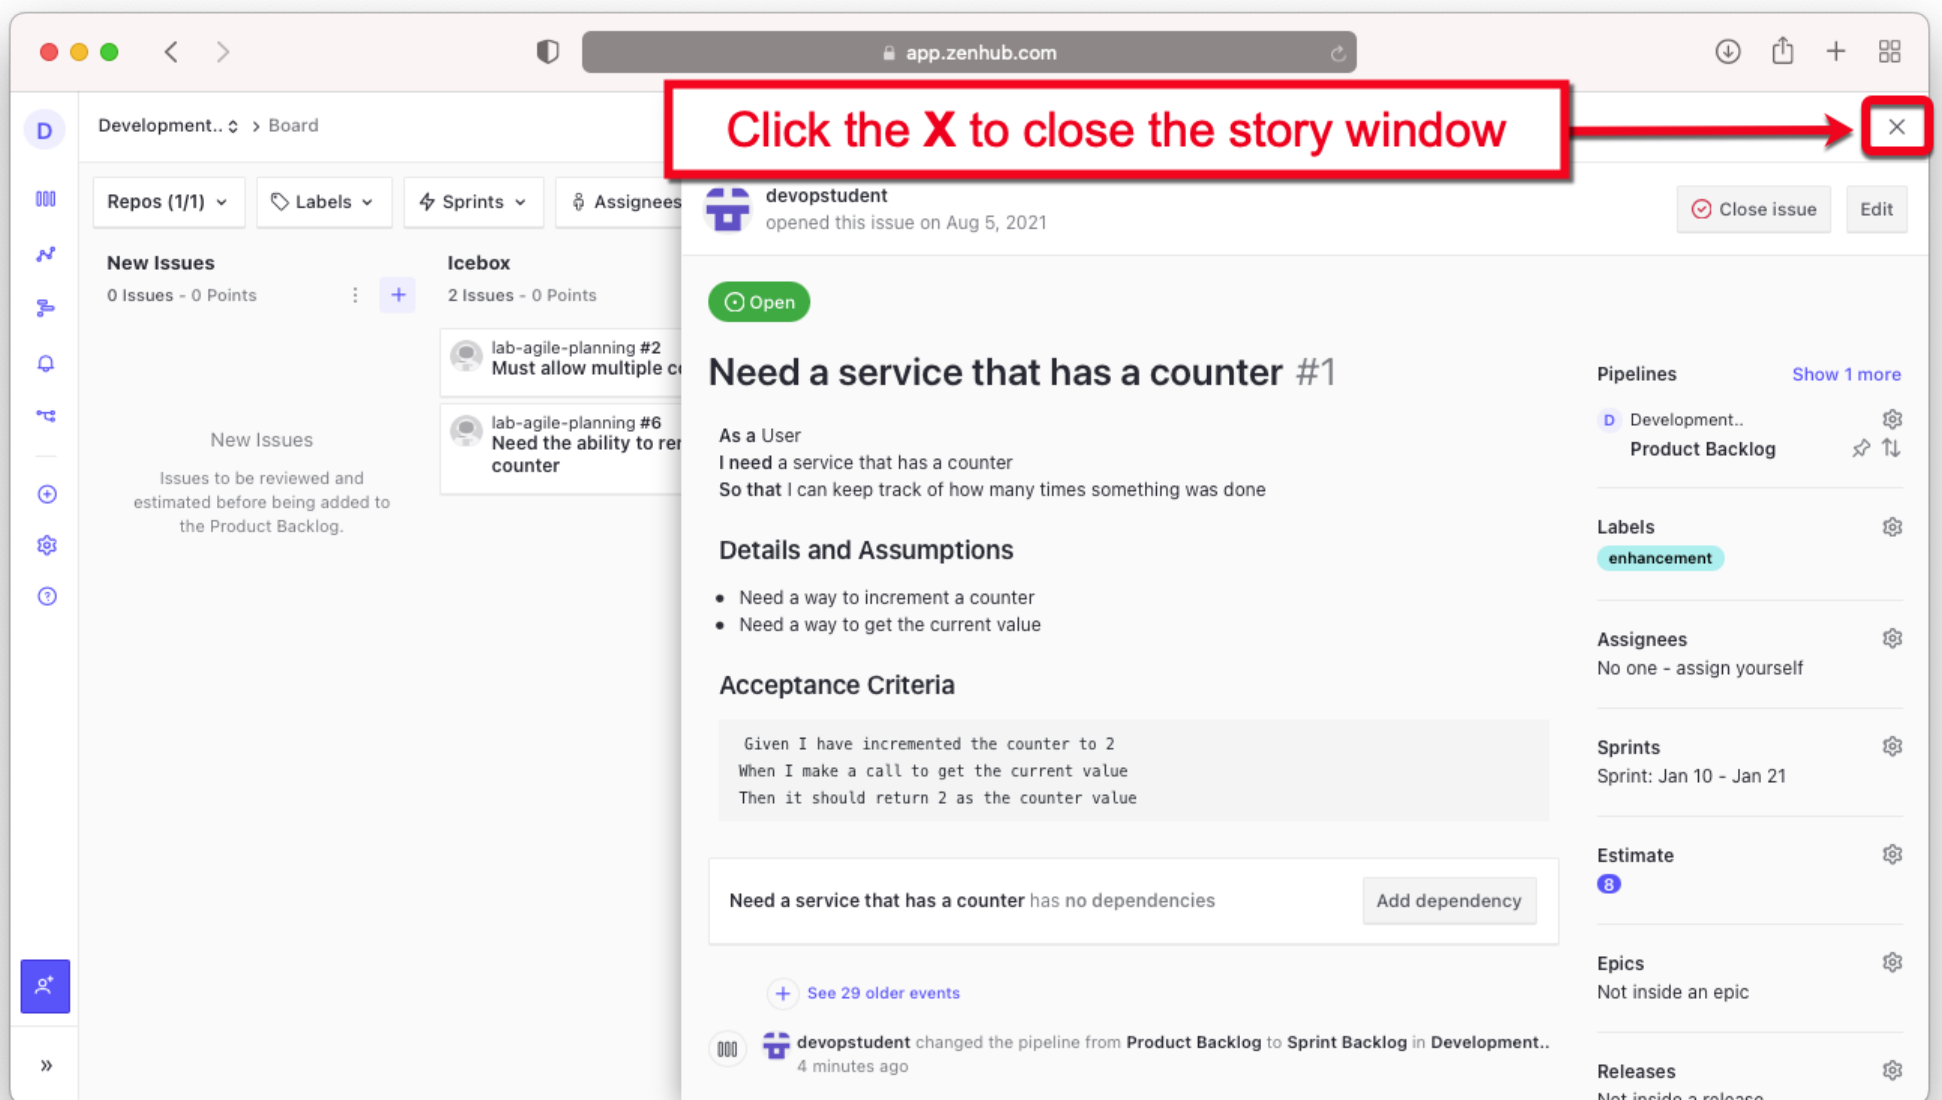 app.zenhub.com
Click the X to close the story window
D
Development.. > Board
Repos (1/1)
Labels
Sprints
Assignees
New Issues
0 Issues - 0 Points
New Issues
Issues to be reviewed and
estimated before being added to
the Product Backlog.
Icebox
2 Issues - 0 Points
lab-agile-planning #2
Must allow multiple c
lab-agile-planning #6
Need the ability to re
counter
devopstudent
opened this issue on Aug 5, 2021
Close issue
Edit
Open
Need a service that has a counter #1
As a User
I need a service that has a counter
So that I can keep track of how many times something was done
Details and Assumptions
• Need a way to increment a counter
• Need a way to get the current value
Acceptance Criteria
Given I have incremented the counter to 2
When I make a call to get the current value
Then it should return 2 as the counter value
Need a service that has a counter has no dependencies
Add dependency
See 29 older events
devopstudent changed the pipeline from Product Backlog to Sprint Backlog in Development..
4 minutes ago
Pipelines
Show 1 more
D Development..
Product Backlog
Labels
enhancement
Assignees
No one - assign yourself
Sprints
Sprint: Jan 10 - Jan 21
Estimate
8
Epics
Not inside an epic
Releases
Not inside a release